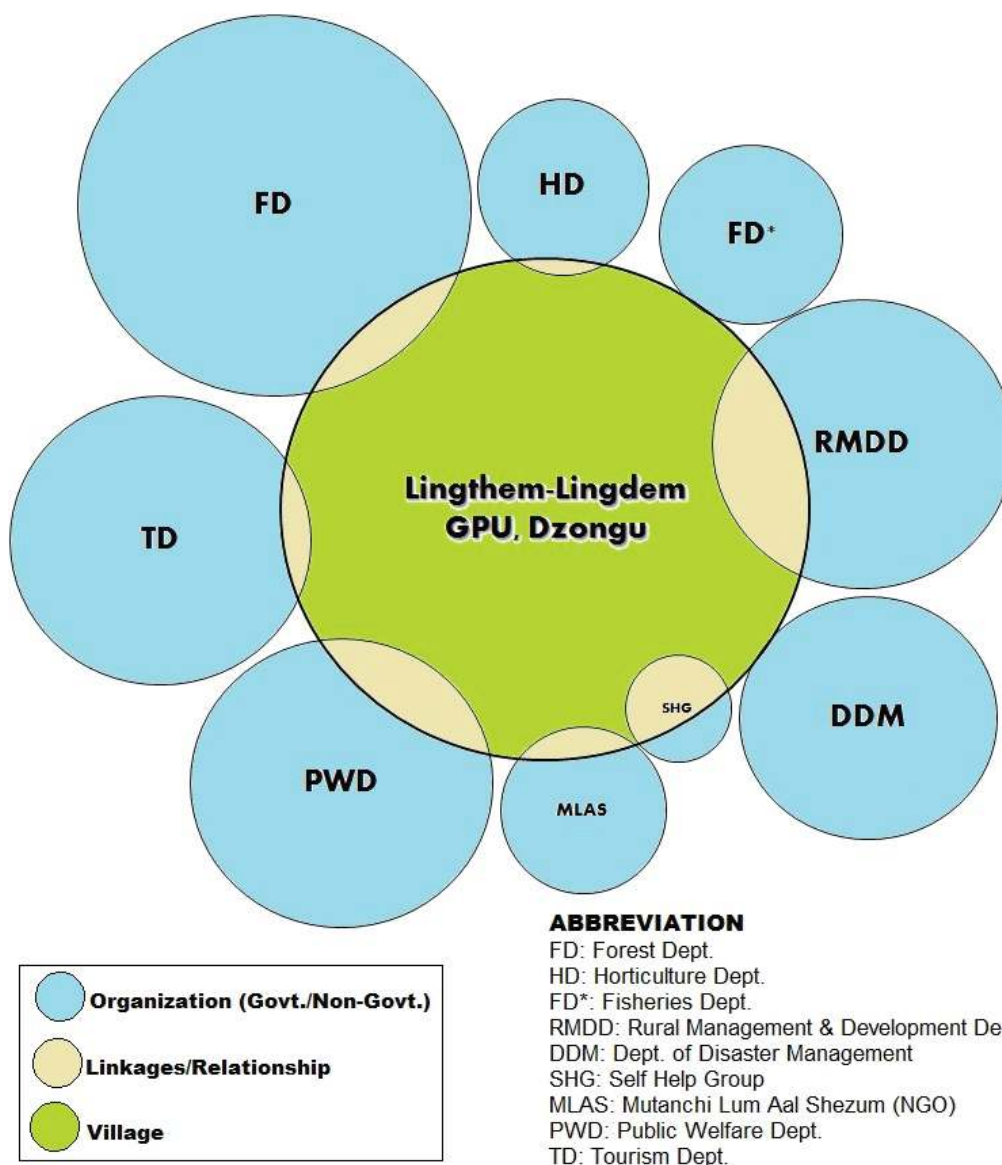 FD
HD
FD*
RMDD
Lingthem-Lingdem
GPU, Dzongu
TD
SHG
DDM
PWD
MLAS
ABBREVIATION
FD: Forest Dept.
HD: Horticulture Dept.
FD*: Fisheries Dept.
RMDD: Rural Management & Development De
DDM: Dept. of Disaster Management
SHG: Self Help Group
MLAS: Mutanchi Lum Aal Shezum (NGO)
PWD: Public Welfare Dept.
TD: Tourism Dept.
Organization (Govt./Non-Govt.)
Linkages/Relationship
Village